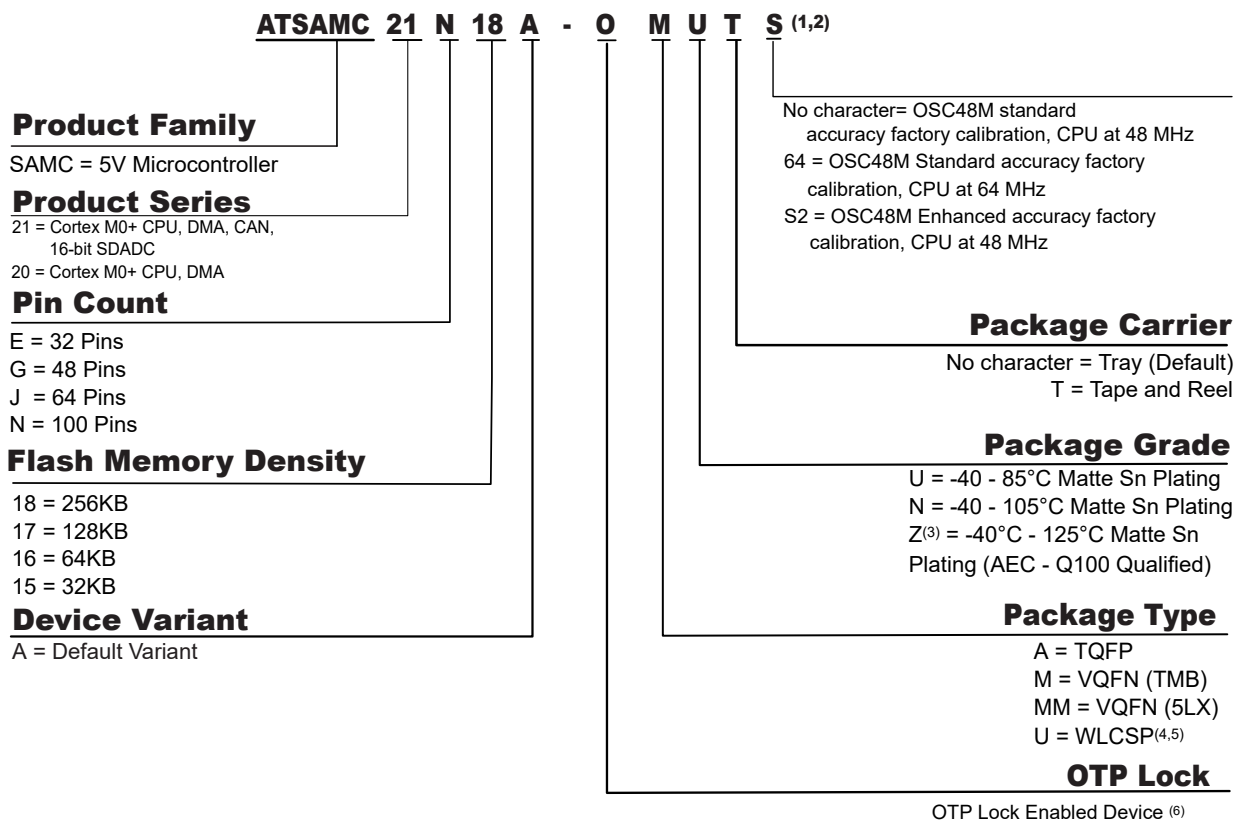 ATSAMC 21 N 18 A - O M U T S (1,2)
Product Family
SAMC = 5V Microcontroller
Product Series
21 = Cortex M0+ CPU, DMA, CAN,
16-bit SDADC
20 = Cortex M0+ CPU, DMA
Pin Count
E = 32 Pins
G = 48 Pins
J = 64 Pins
N = 100 Pins
Flash Memory Density
18 = 256KB
17 = 128KB
16 = 64KB
15 = 32KB
Device Variant
A = Default Variant
No character= OSC48M standard
accuracy factory calibration, CPU at 48 MHz
64 = OSC48M Standard accuracy factory
calibration, CPU at 64 MHz
S2 = OSC48M Enhanced accuracy factory
calibration, CPU at 48 MHz
Package Carrier
No character = Tray (Default)
T = Tape and Reel
Package Grade
U = -40 - 85°C Matte Sn Plating
N = -40 - 105°C Matte Sn Plating
Z(3) = -40°C - 125°C Matte Sn
Plating (AEC - Q100 Qualified)
Package Type
A = TQFP
M = VQFN (TMB)
MM = VQFN (5LX)
U = WLCSP(4,5)
OTP Lock
OTP Lock Enabled Device (6)